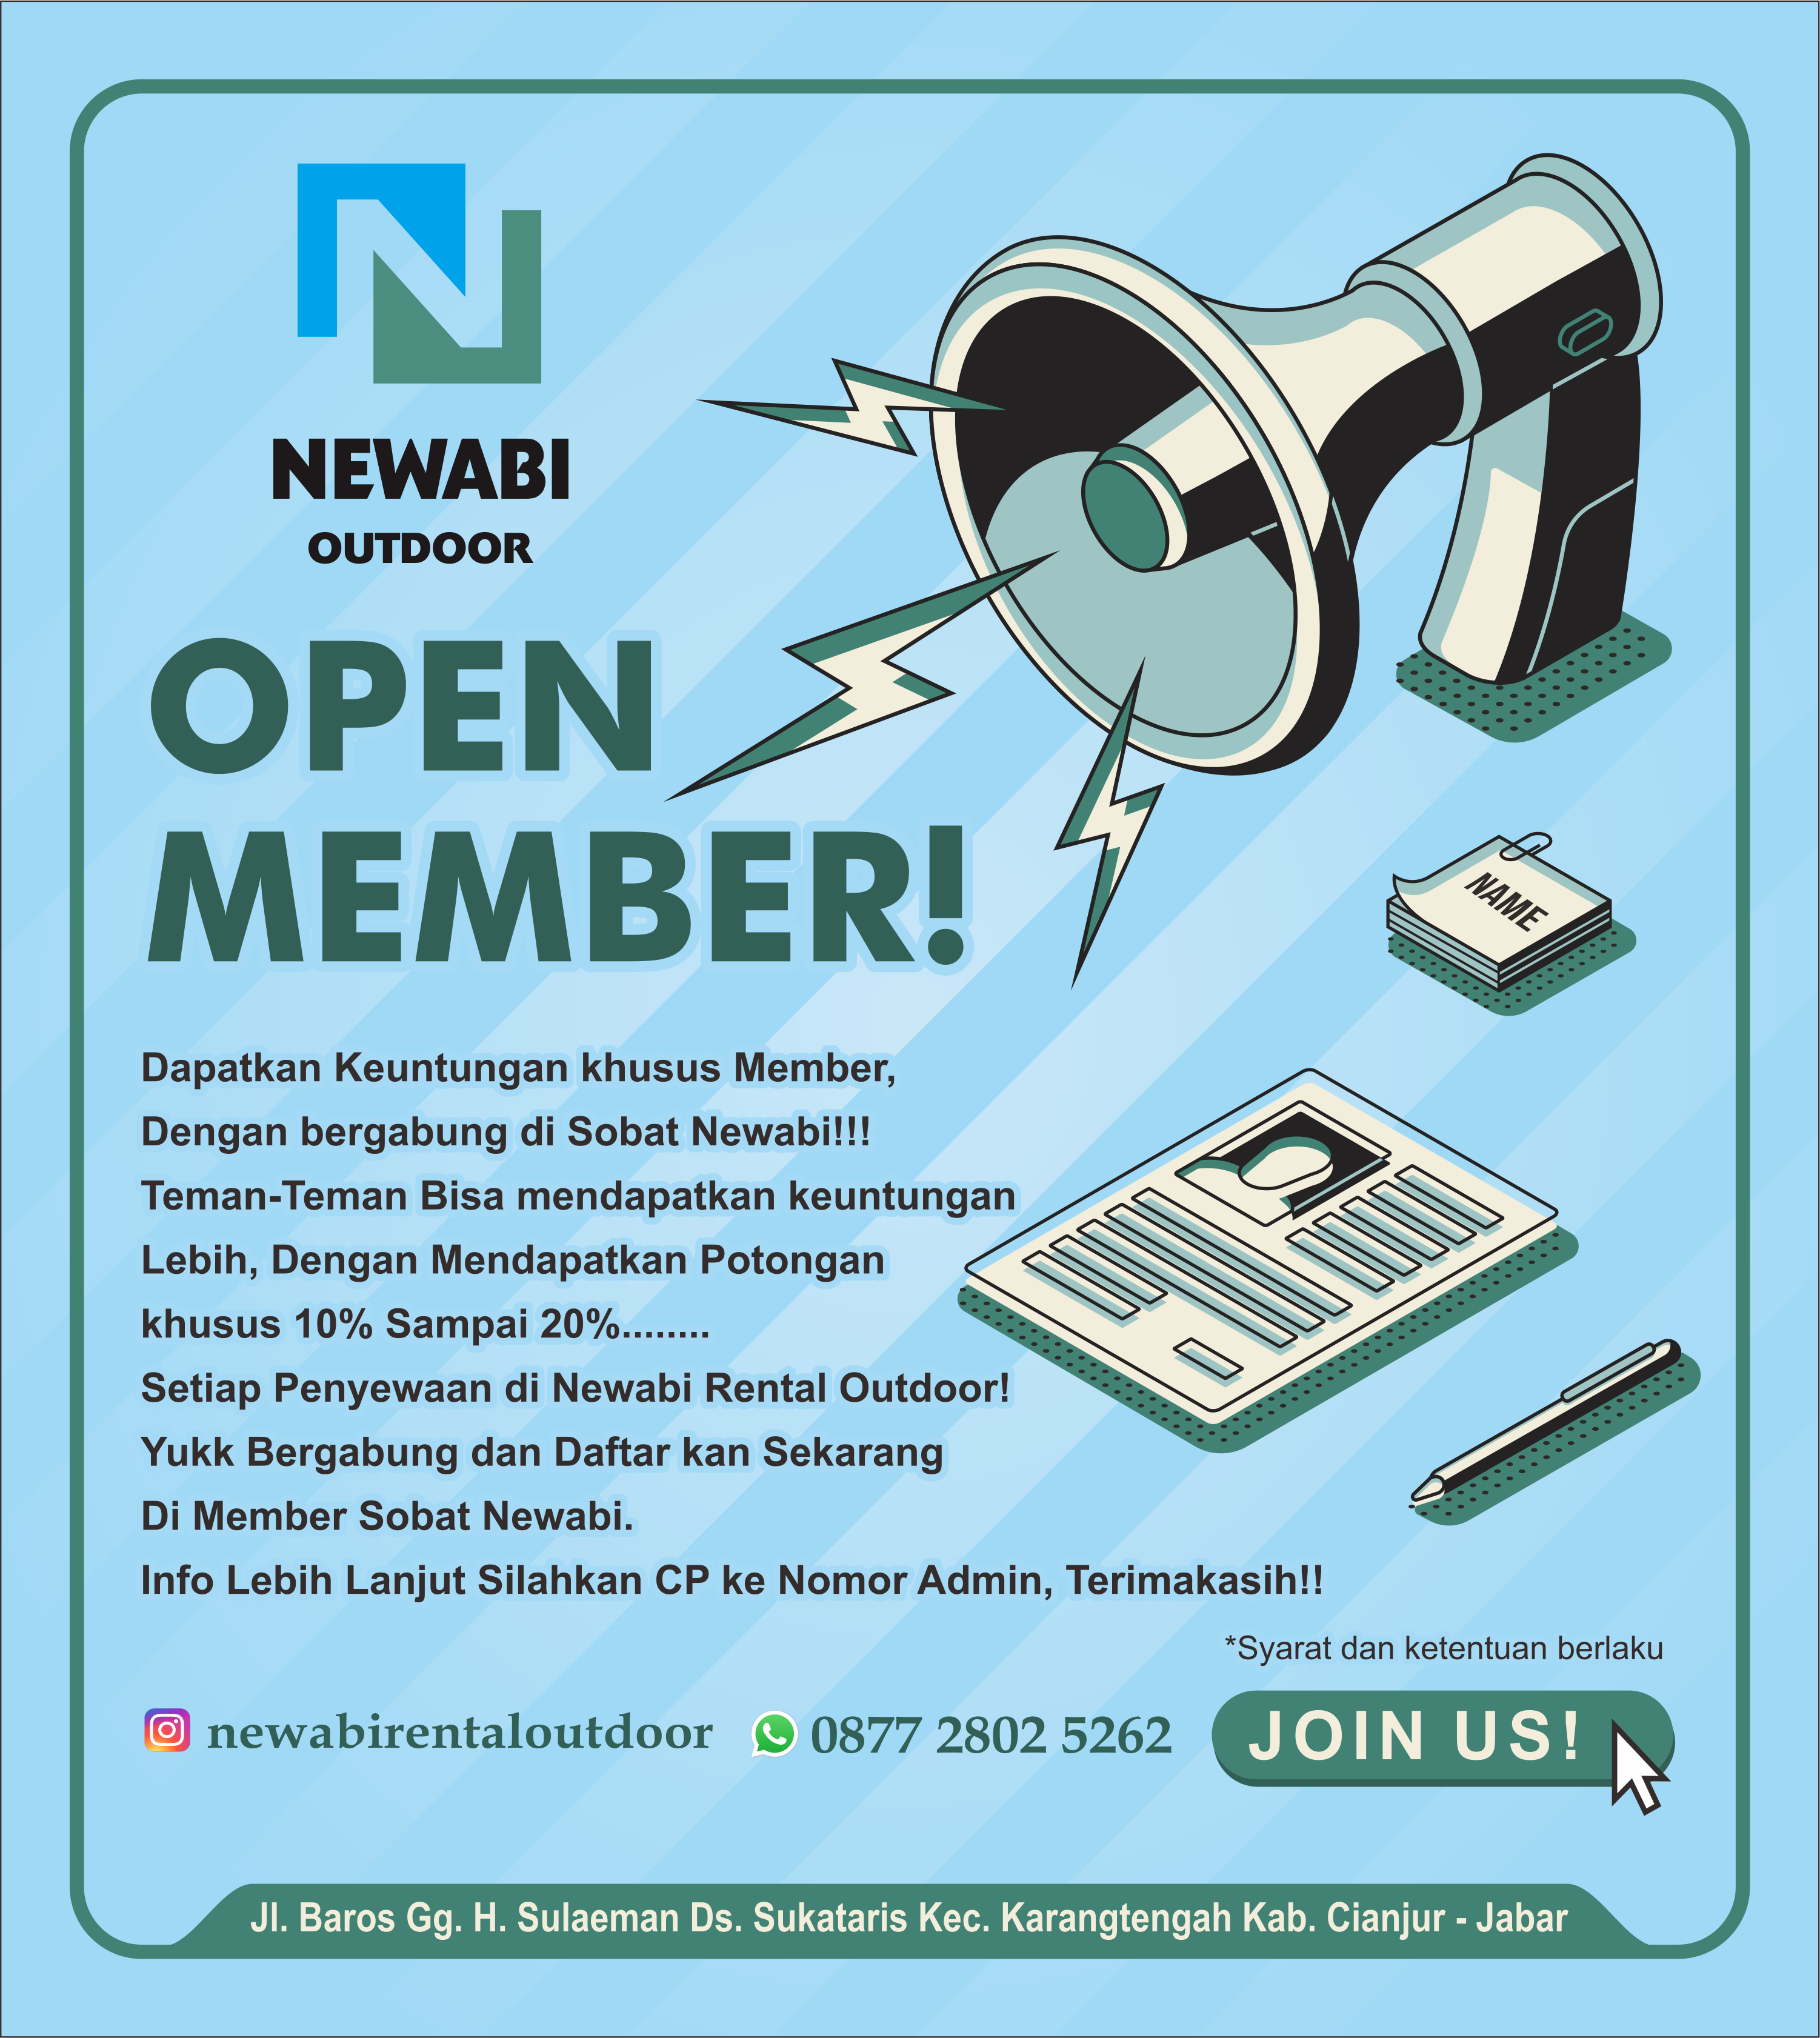 NEWABI
OUTDOOR
OPEN
MEMBER!
NAME
Dapatkan Keuntungan khusus Member,
Dengan bergabung di Sobat Newabi!!!
Teman-Teman Bisa mendapatkan keuntungan
Lebih, Dengan Mendapatkan Potongan
khusus 10% Sampai 20%........
Setiap Penyewaan di Newabi Rental Outdoor!
Yukk Bergabung dan Daftar kan Sekarang
Di Member Sobat Newabi.
Info Lebih Lanjut Silahkan CP ke Nomor Admin, Terimakasih!!
*Syarat dan ketentuan berlaku
newabirentaloutdoor 0877 2802 5262 JOIN US!
Jl. Baros Gg. H. Sulaeman Ds. Sukataris Kec. Karangtengah Kab. Cianjur - Jabar